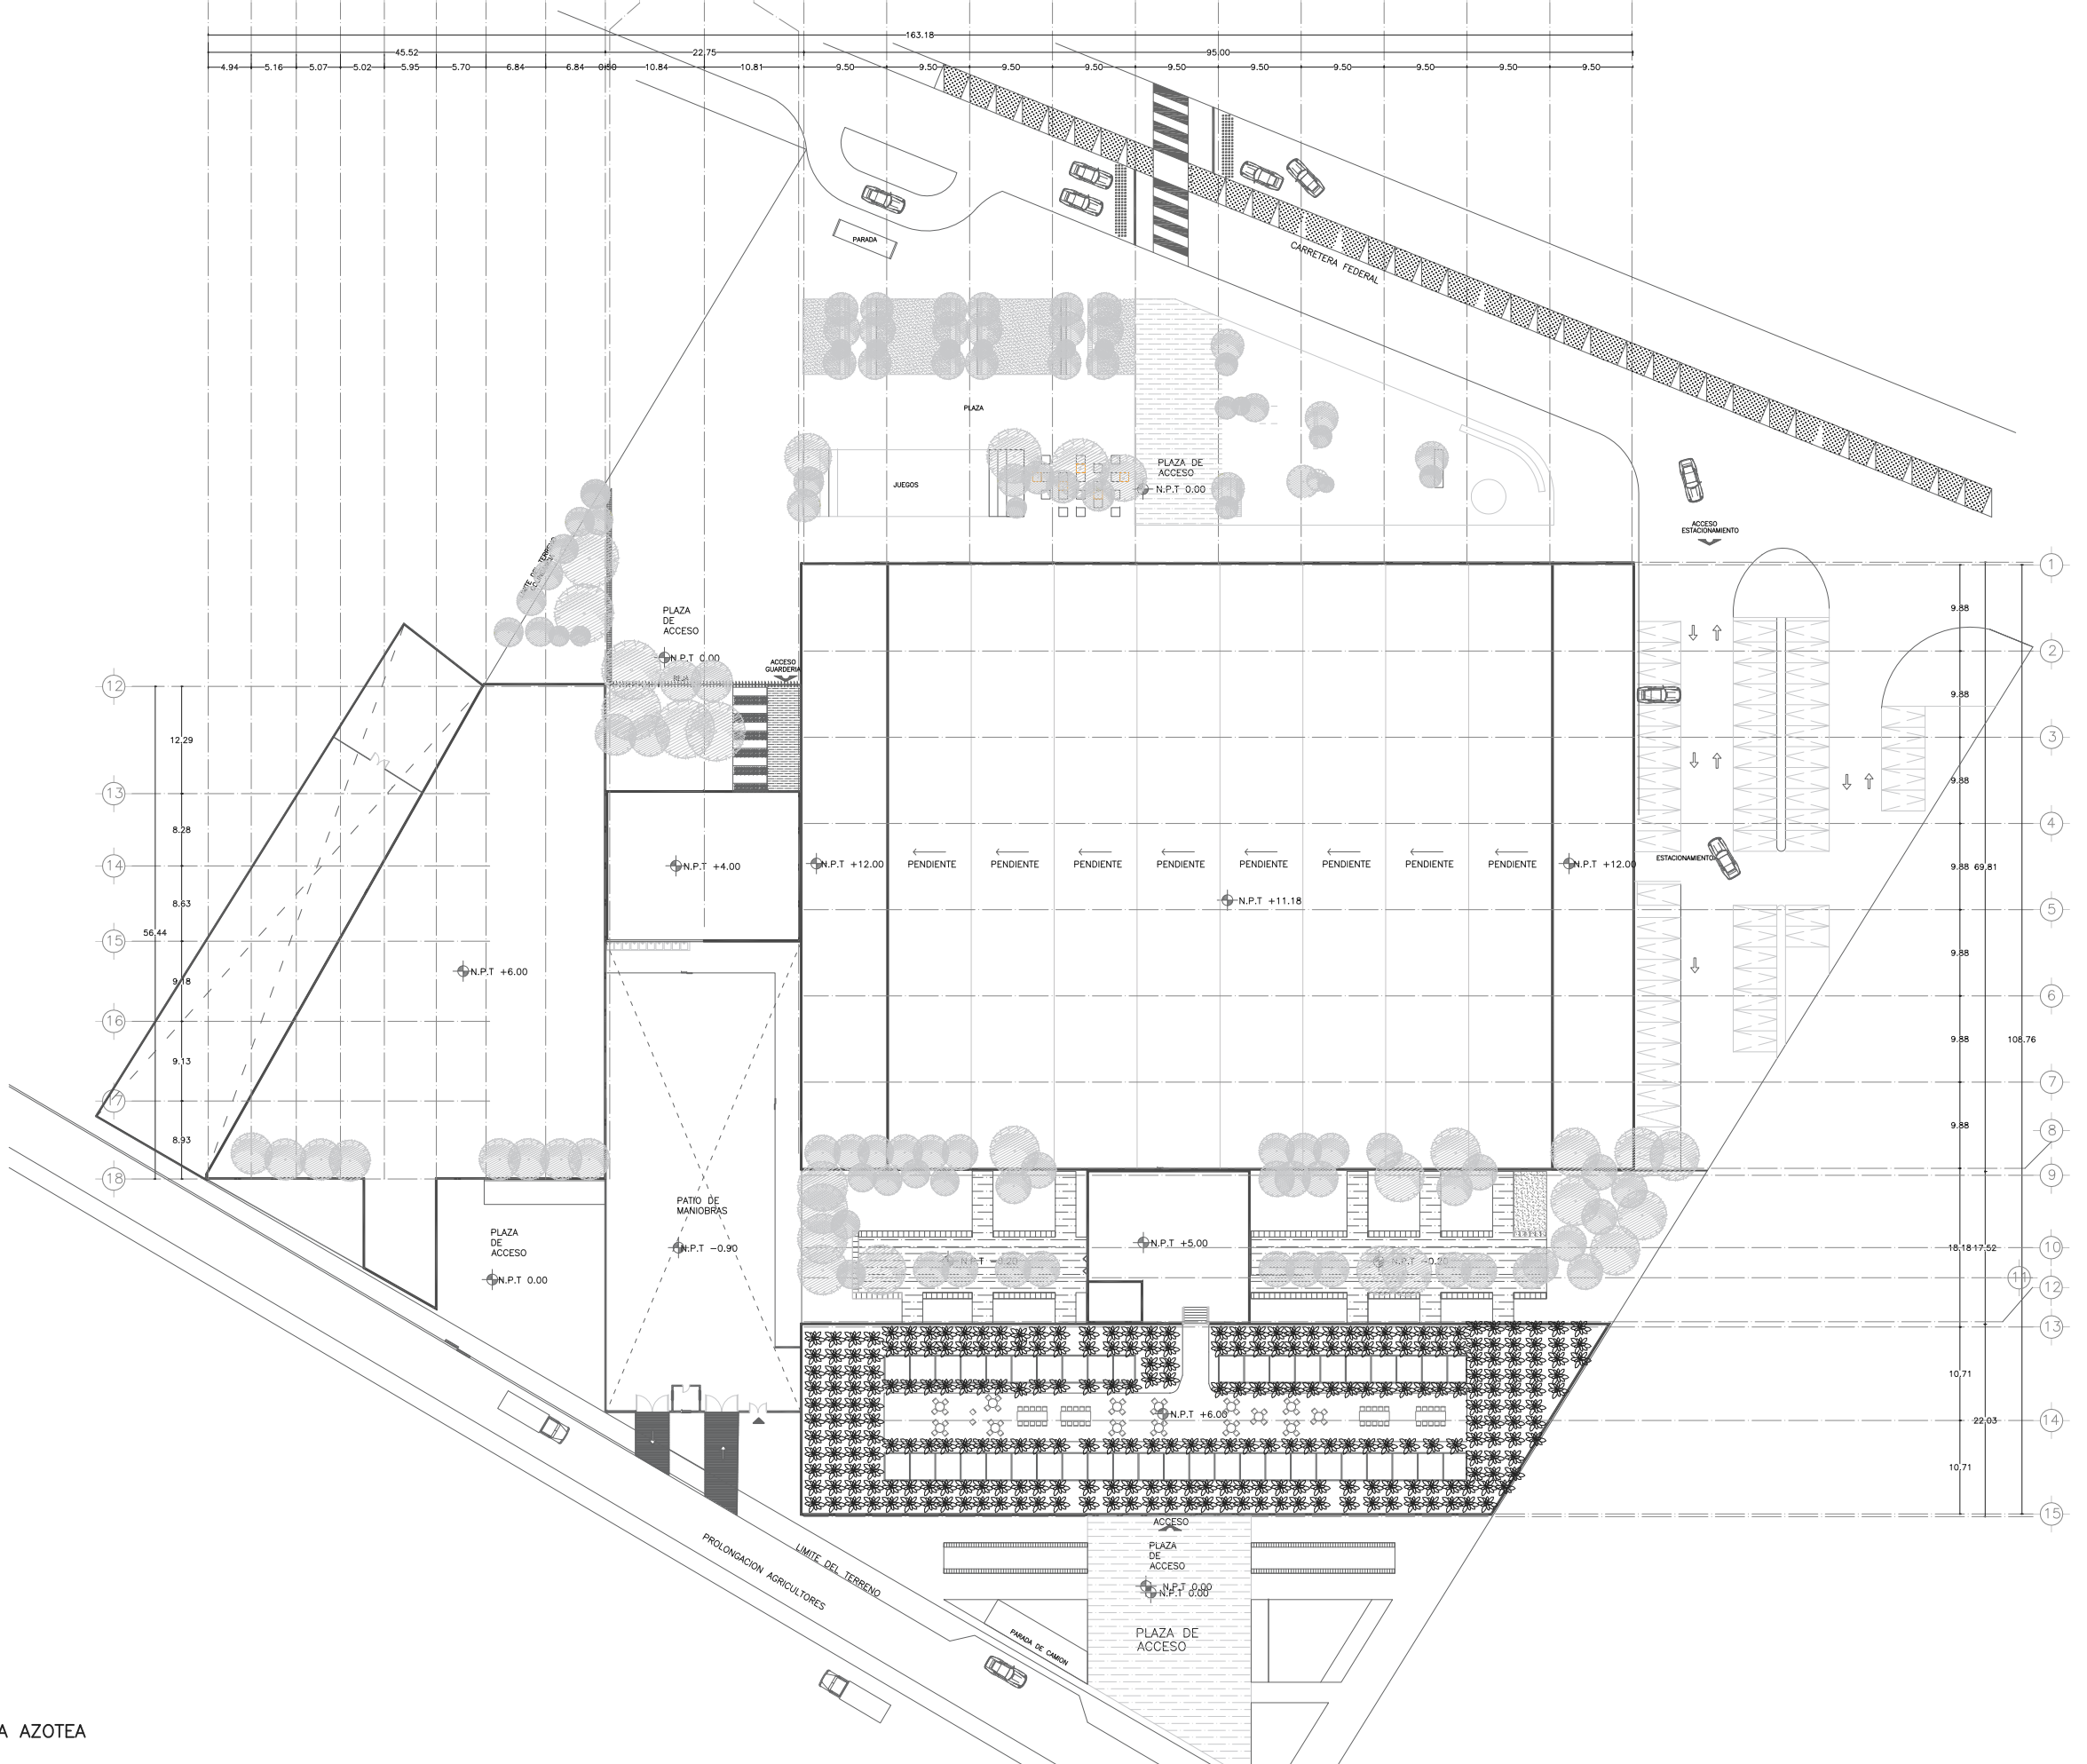 163.18
45.52 22.75 95.00
4.94 5.16 5.07 5.02 5.95 5.70 6.84 6.84 0.50 10.84 10.81 9.50 9.50 9.50 9.50 9.50 9.50 9.50 9.50 9.50 9.50
PARADA
CARRETERA FEDERAL
PLAZA
JUEGOS
PLAZA DE
ACCESO
N.P.T 0.00
ACCESO
ESTACIONAMIENTO
PLAZA
DE
ACCESO
N.P.T 0.00
REJA
ACCESO
GUARDERIA
1
9.88
2
9.88
3
9.88
4
9.88 69.81
5
9.88
6
9.88
108.76
7
9.88
8
9
18.18 17.52
10
11
12
13
10.71
14
22.03
10.71
15
12
12.29
13
8.28
14
8.63
56.44
15
9.18
16
9.13
17
8.93
18
N.P.T +4.00
N.P.T +12.00
PENDIENTE PENDIENTE PENDIENTE PENDIENTE PENDIENTE PENDIENTE PENDIENTE PENDIENTE
N.P.T +12.00
N.P.T +11.18
ESTACIONAMIENTO
N.P.T +6.00
PATIO DE
MANIOBRAS
N.P.T -0.90
PLAZA
DE
ACCESO
N.P.T 0.00
N.P.T -0.20
N.P.T +5.00
N.P.T -0.20
N.P.T +6.00
ACCESO
PLAZA
DE
ACCESO
N.P.T 0.00
N.P.T 0.00
PLAZA DE
ACCESO
LIMITE DEL TERRENO
PROLONGACION AGRICULTORES
PARADA DE CAMION
A AZOTEA